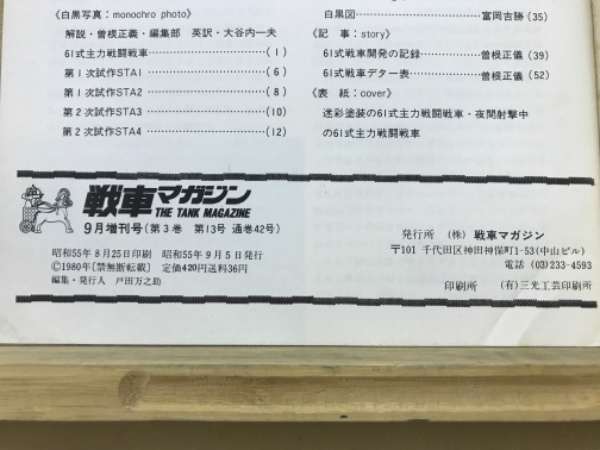 《白黒写真：monochro photo》
解説・曽根正義・編集部　英訳・大谷内一夫
61式主力戦闘戦車……………………(1)
第1次試作STA1……………………(6)
第1次試作STA2……………………(8)
第2次試作STA3……………………(10)
第2次試作STA4……………………(12)
白黒図……………………富岡吉勝(35)
《記　事：story》
61式戦車開発の記録……………曽根正儀(39)
61式戦車データー表……………曽根正儀(52)
《表　紙：cover》
迷彩塗装の61式主力戦闘戦車・夜間射撃中
の61式主力戦闘戦車
戦車マガジン
THE TANK MAGAZINE
9月増刊号(第3巻　第13号　通巻42号)
昭和55年8月25日印刷　昭和55年9月5日発行
©1980年〔禁無断転載〕定価420円送料36円
編集・発行人　戸田万之助
発行所　(株)　戦車マガジン
〒101　千代田区神田神保町1-53(中山ビル)
電話　(03)233-4593
印刷所　(有)三光工芸印刷所